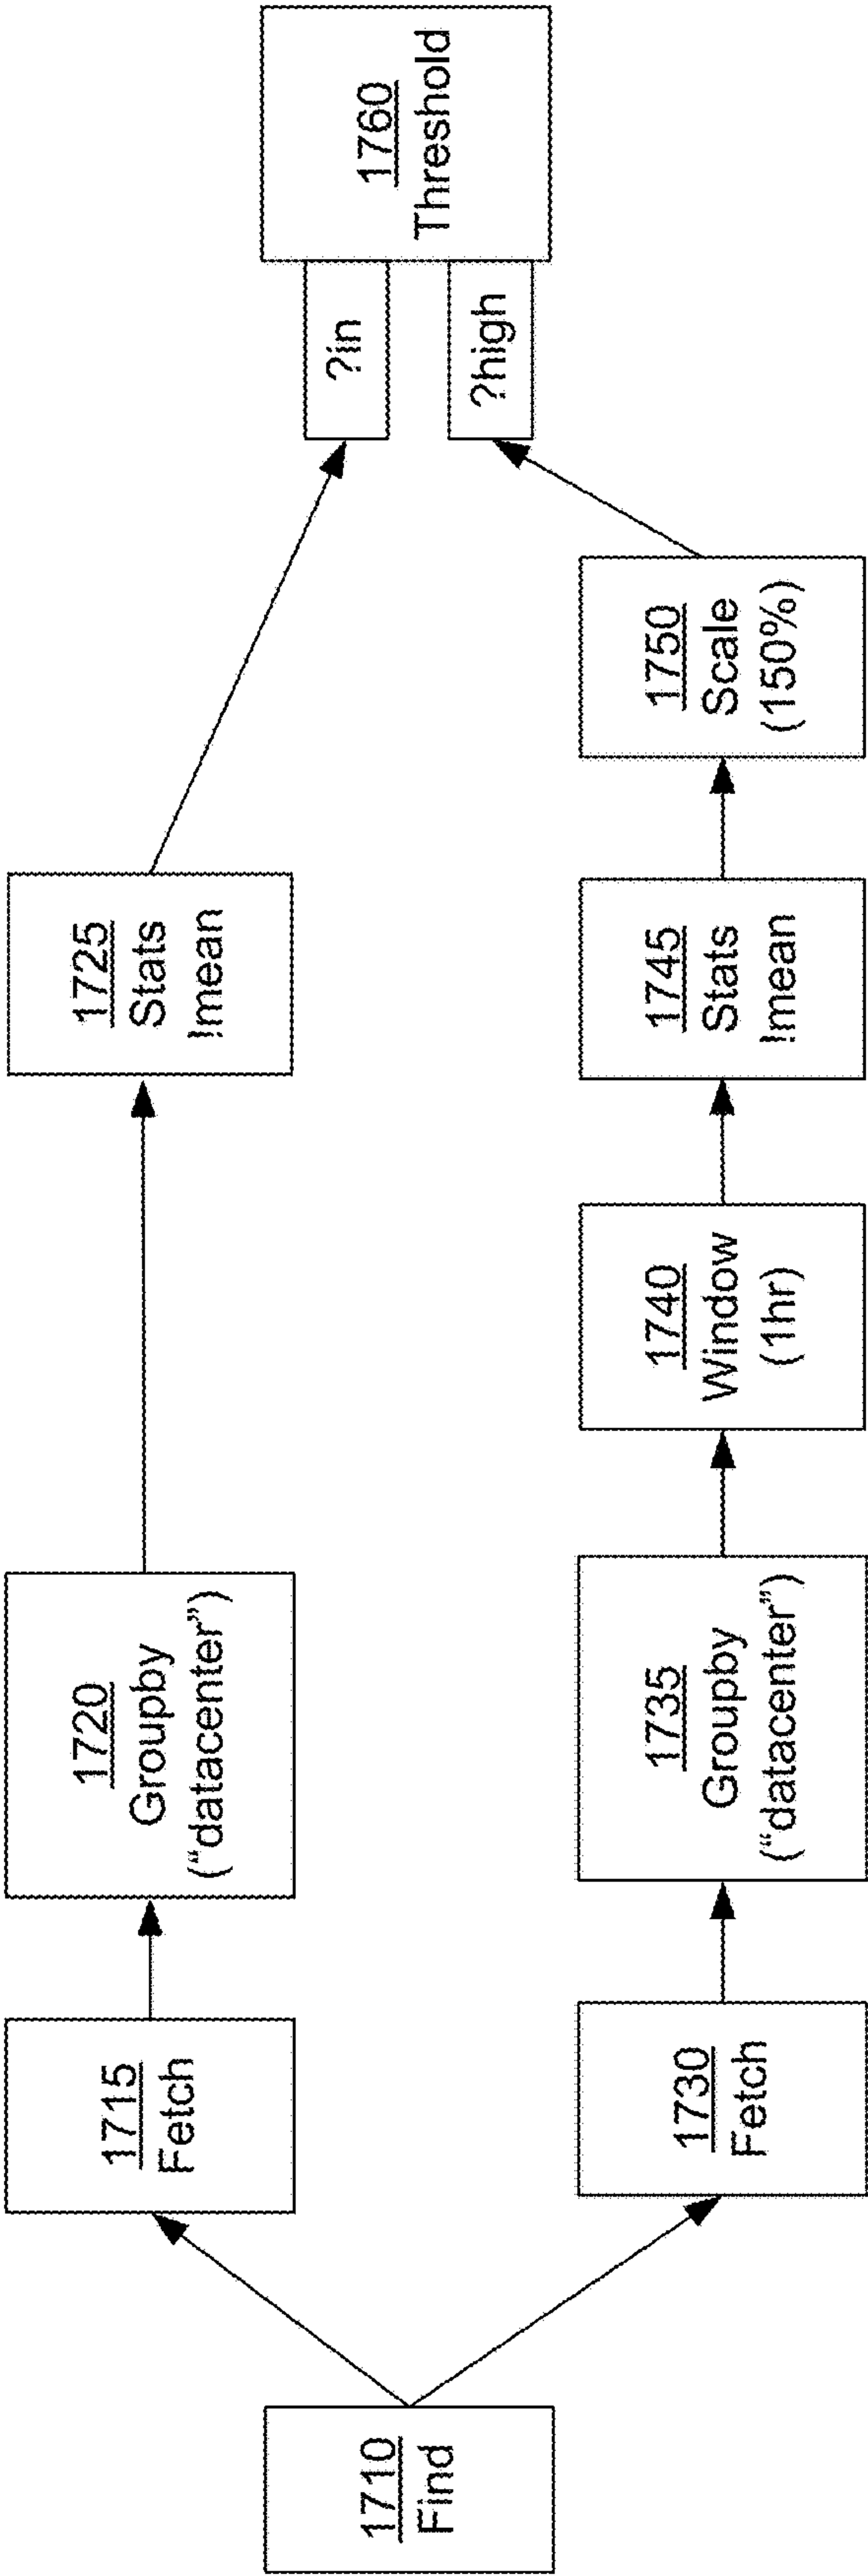 1710
Find
1715
Fetch
1720
Groupby
(“datacenter”)
1725
Stats
!mean
1730
Fetch
1735
Groupby
(“datacenter”)
1740
Window
(1hr)
1745
Stats
!mean
1750
Scale
(150%)
?in
?high
1760
Threshold